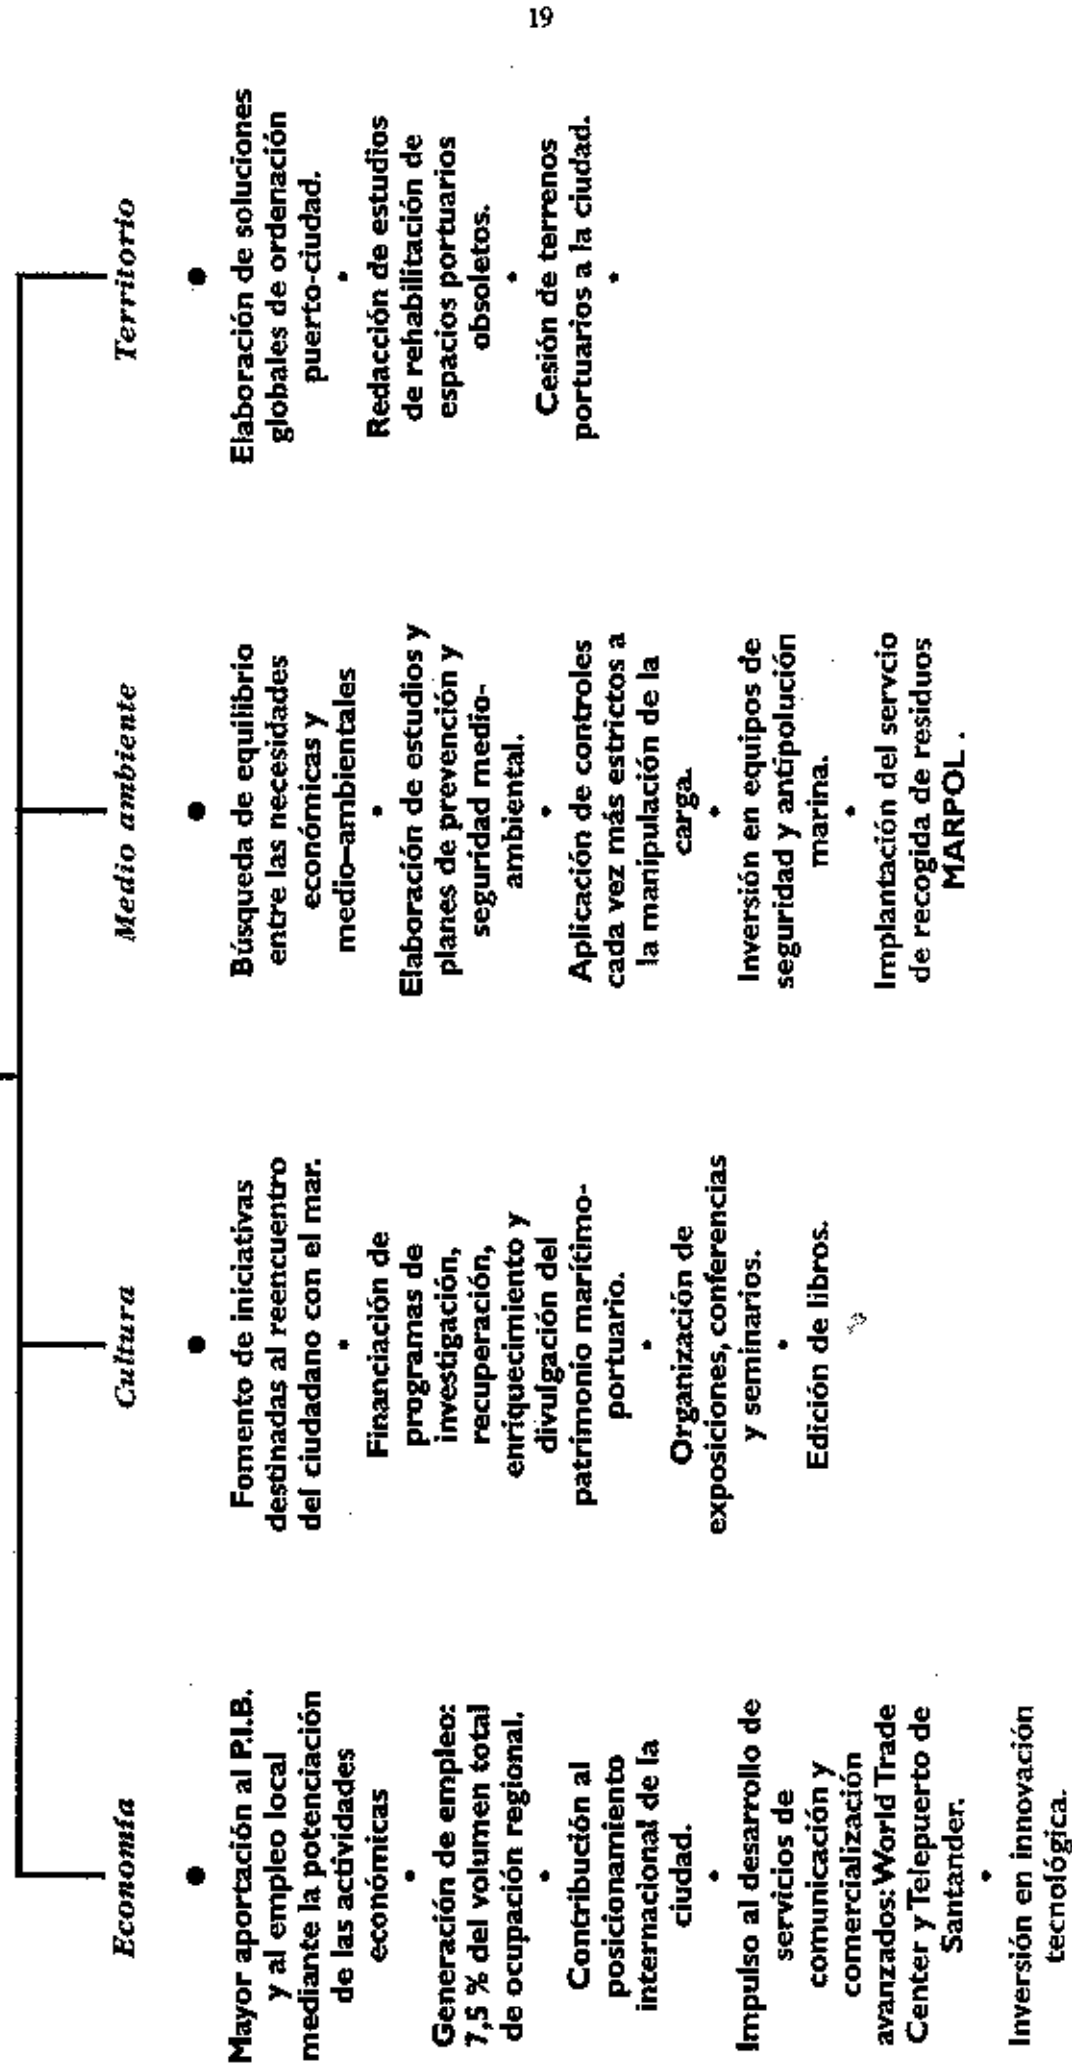 19
Economía
Mayor aportación al P.I.B.
y al empleo local
mediante la potenciación
de las actividades
económicas
Generación de empleo:
7,5 % del volumen total
de ocupación regional.
Contribución al
posicionamiento
internacional de la
ciudad.
Impulso al desarrollo de
servicios de
comunicación y
comercialización
avanzados: World Trade
Center y Telepuerto de
Santander.
Inversión en innovación
tecnológica.
Cultura
Fomento de iniciativas
destinadas al reencuentro
del ciudadano con el mar.
Financiación de
programas de
investigación,
recuperación,
enriquecimiento y
divulgación del
patrimonio marítimo-
portuario.
Organización de
exposiciones, conferencias
y seminarios.
Edición de libros.
Medio ambiente
Búsqueda de equilibrio
entre las necesidades
económicas y
medio-ambientales
Elaboración de estudios y
planes de prevención y
seguridad medio-
ambiental.
Aplicación de controles
cada vez más estrictos a
la manipulación de la
carga.
Inversión en equipos de
seguridad y antipolución
marina.
Implantación del servcio
de recogida de residuos
MARPOL .
Territorio
Elaboración de soluciones
globales de ordenación
puerto-ciudad.
Redacción de estudios
de rehabilitación de
espacios portuarios
obsoletos.
Cesión de terrenos
portuarios a la ciudad.